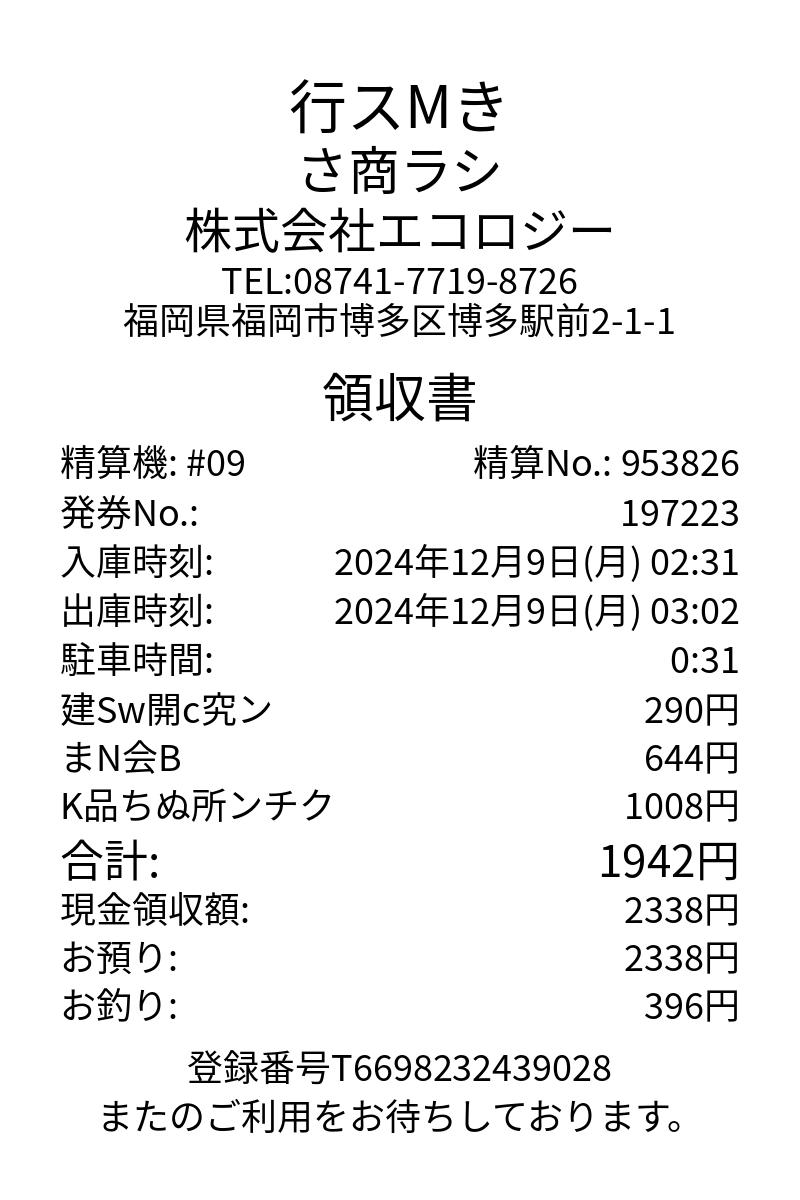 行スMき
さ商ラシ
株式会社エコロジー
TEL:08741-7719-8726
福岡県福岡市博多区博多駅前2-1-1
領収書
精算機: #09 精算No.: 953826
発券No.: 197223
入庫時刻: 2024年12月9日(月) 02:31
出庫時刻: 2024年12月9日(月) 03:02
駐車時間: 0:31
建Sw開c究ン 290円
まN会B 644円
K品ちぬ所ンチク 1008円
合計: 1942円
現金領収額: 2338円
お預り: 2338円
お釣り: 396円
登録番号T6698232439028
またのご利用をお待ちしております。